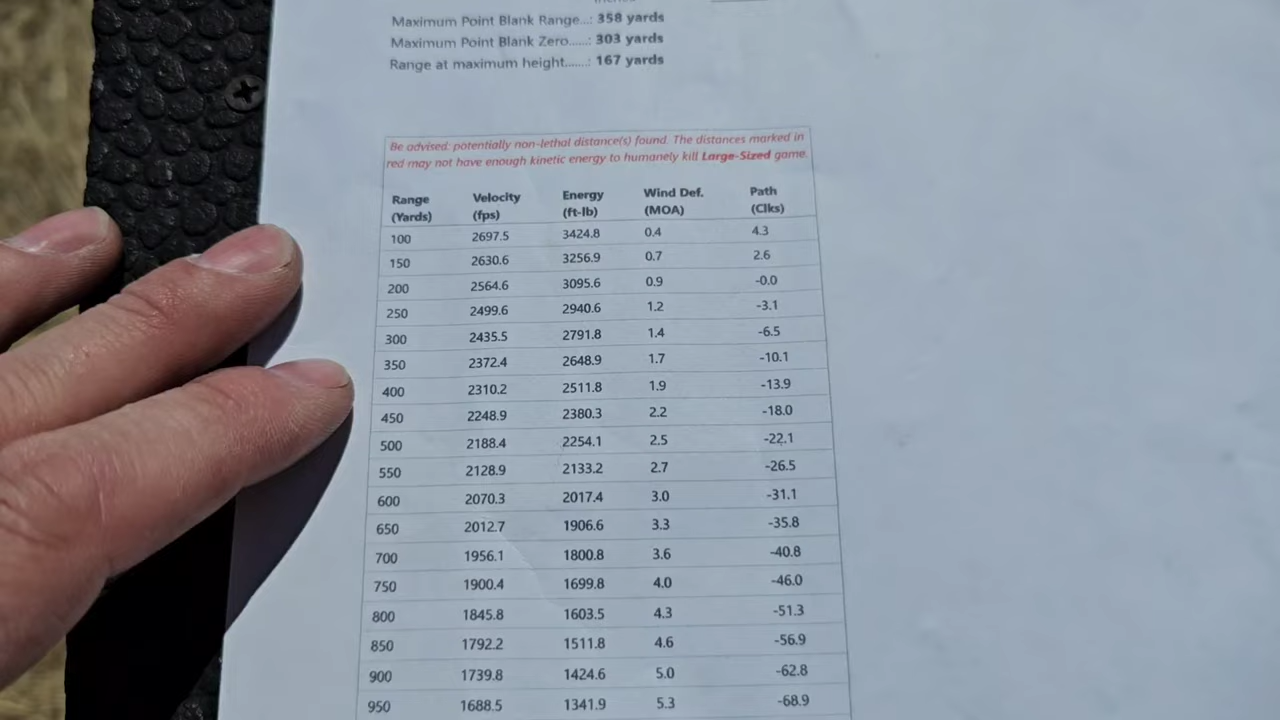 Maximum Point Blank Range...: 358 yards
Maximum Point Blank Zero......: 303 yards
Range at maximum height.......: 167 yards
Be advised: potentially non-lethal distance(s) found. The distances marked in
red may not have enough kinetic energy to humanely kill Large-Sized game.
Range (Yards) Velocity (fps) Energy (ft-lb) Wind Def. (MOA) Path (Clks)
100 2697.5 3424.8 0.4 4.3
150 2630.6 3256.9 0.7 2.6
200 2564.6 3095.6 0.9 -0.0
250 2499.6 2940.6 1.2 -3.1
300 2435.5 2791.8 1.4 -6.5
350 2372.4 2648.9 1.7 -10.1
400 2310.2 2511.8 1.9 -13.9
450 2248.9 2380.3 2.2 -18.0
500 2188.4 2254.1 2.5 -22.1
550 2128.9 2133.2 2.7 -26.5
600 2070.3 2017.4 3.0 -31.1
650 2012.7 1906.6 3.3 -35.8
700 1956.1 1800.8 3.6 -40.8
750 1900.4 1699.8 4.0 -46.0
800 1845.8 1603.5 4.3 -51.3
850 1792.2 1511.8 4.6 -56.9
900 1739.8 1424.6 5.0 -62.8
950 1688.5 1341.9 5.3 -68.9